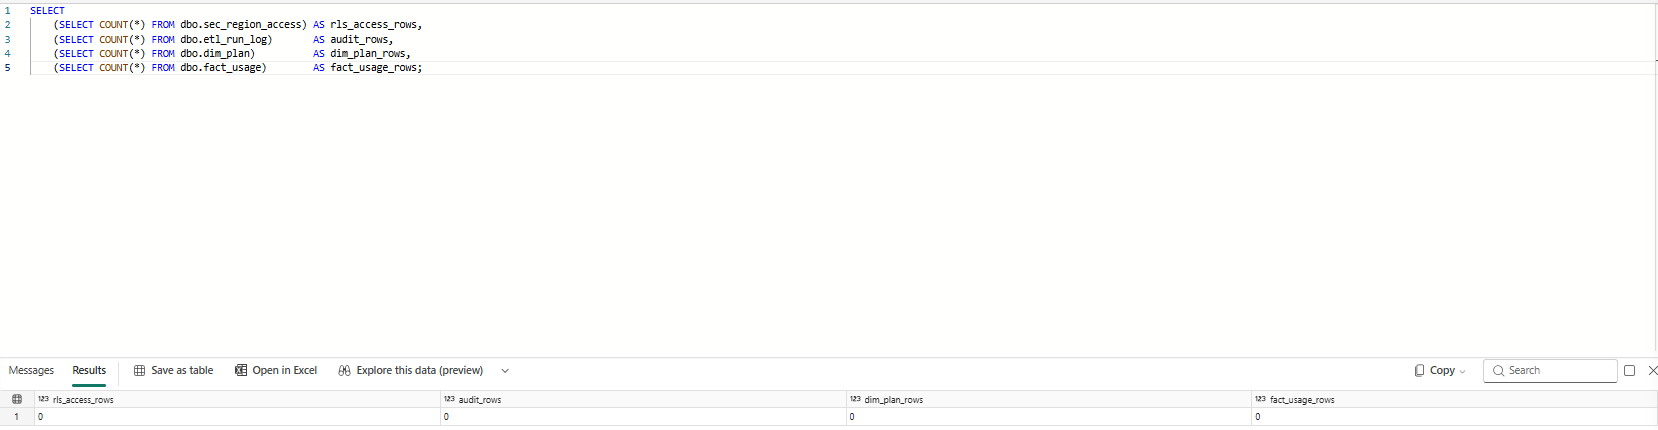 1 SELECT
2 (SELECT COUNT(*) FROM dbo.sec_region_access) AS rls_access_rows,
3 (SELECT COUNT(*) FROM dbo.etl_run_log) AS audit_rows,
4 (SELECT COUNT(*) FROM dbo.dim_plan) AS dim_plan_rows,
5 (SELECT COUNT(*) FROM dbo.fact_usage) AS fact_usage_rows;
Messages Results Save as table Open in Excel Explore this data (preview) Copy Search
123 rls_access_rows 123 audit_rows 123 dim_plan_rows 123 fact_usage_rows
1 0 0 0 0